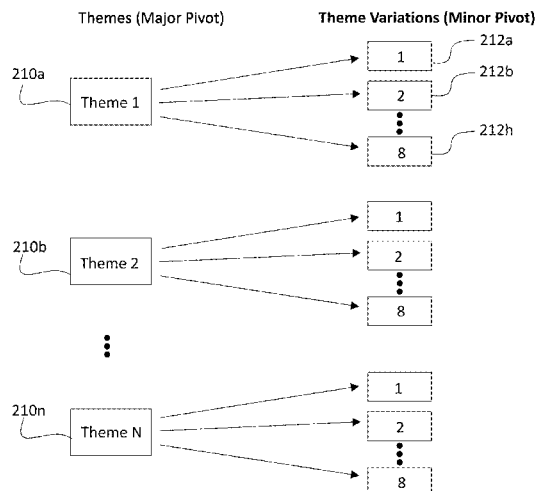 Themes (Major Pivot) Theme Variations (Minor Pivot)
210a
Theme 1
1
212a
2
212b
8
212h
210b
Theme 2
1
2
8
210n
Theme N
1
2
8